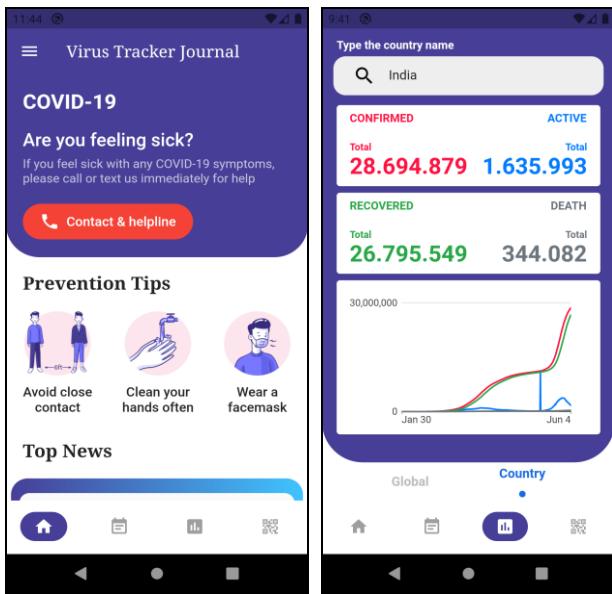 11:44
Virus Tracker Journal
COVID-19
Are you feeling sick?
If you feel sick with any COVID-19 symptoms,
please call or text us immediately for help
Contact & helpline
Prevention Tips
6ft
Avoid close
contact
Clean your
hands often
Wear a
facemask
Top News
9:41
Type the country name
India
CONFIRMED
ACTIVE
Total
Total
28.694.879
1.635.993
RECOVERED
DEATH
Total
Total
26.795.549
344.082
30,000,000
0
Jan 30
Jun 4
Global
Country